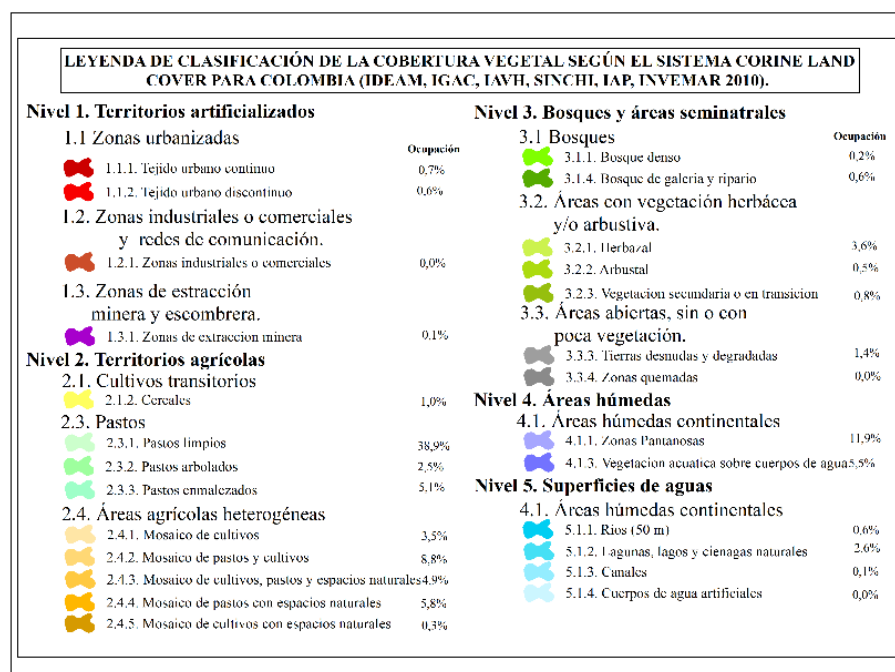 LEYENDA DE CLASIFICACIÓN DE LA COBERTURA VEGETAL SEGÚN EL SISTEMA CORINE LAND
COVER PARA COLOMBIA (IDEAM, IGAC, IAVH, SINCHI, IAP, INVEMAR 2010).
Nivel 1. Territorios artificializados
1.1 Zonas urbanizadas
Ocupación
1.1.1. Tejido urbano continuo 0,7%
1.1.2. Tejido urbano discontinuo 0,6%
1.2. Zonas industriales o comerciales
y redes de comunicación.
1.2.1. Zonas industriales o comerciales 0,0%
1.3. Zonas de estracción
minera y escombrera.
1.3.1. Zonas de extraccion minera 0,1%
Nivel 2. Territorios agrícolas
2.1. Cultivos transitorios
2.1.2. Cereales 1,0%
2.3. Pastos
2.3.1. Pastos limpios 38,9%
2.3.2. Pastos arbolados 2,5%
2.3.3. Pastos enmalezados 5,1%
2.4. Áreas agrícolas heterogéneas
2.4.1. Mosaico de cultivos 3,5%
2.4.2. Mosaico de pastos y cultivos 8,8%
2.4.3. Mosaico de cultivos, pastos y espacios naturales 4,9%
2.4.4. Mosaico de pastos con espacios naturales 5,8%
2.4.5. Mosaico de cultivos con espacios naturales 0,3%
Nivel 3. Bosques y áreas seminatrales
3.1 Bosques Ocupación
3.1.1. Bosque denso 0,2%
3.1.4. Bosque de galeria y ripario 0,6%
3.2. Áreas con vegetación herbácea
y/o arbustiva.
3.2.1. Herbazal 3,6%
3.2.2. Arbustal 0,5%
3.2.3. Vegetacion secundaria o en transicion 0,8%
3.3. Áreas abiertas, sin o con
poca vegetación.
3.3.3. Tierras desnudas y degradadas 1,4%
3.3.4. Zonas quemadas 0,0%
Nivel 4. Áreas húmedas
4.1. Áreas húmedas continentales
4.1.1. Zonas Pantanosas 11,9%
4.1.3. Vegetacion acuatica sobre cuerpos de agua 5,5%
Nivel 5. Superficies de aguas
4.1. Áreas húmedas continentales
5.1.1. Rios (50 m) 0,6%
5.1.2. Lagunas, lagos y cienagas naturales 2,6%
5.1.3. Canales 0,1%
5.1.4. Cuerpos de agua artificiales 0,0%